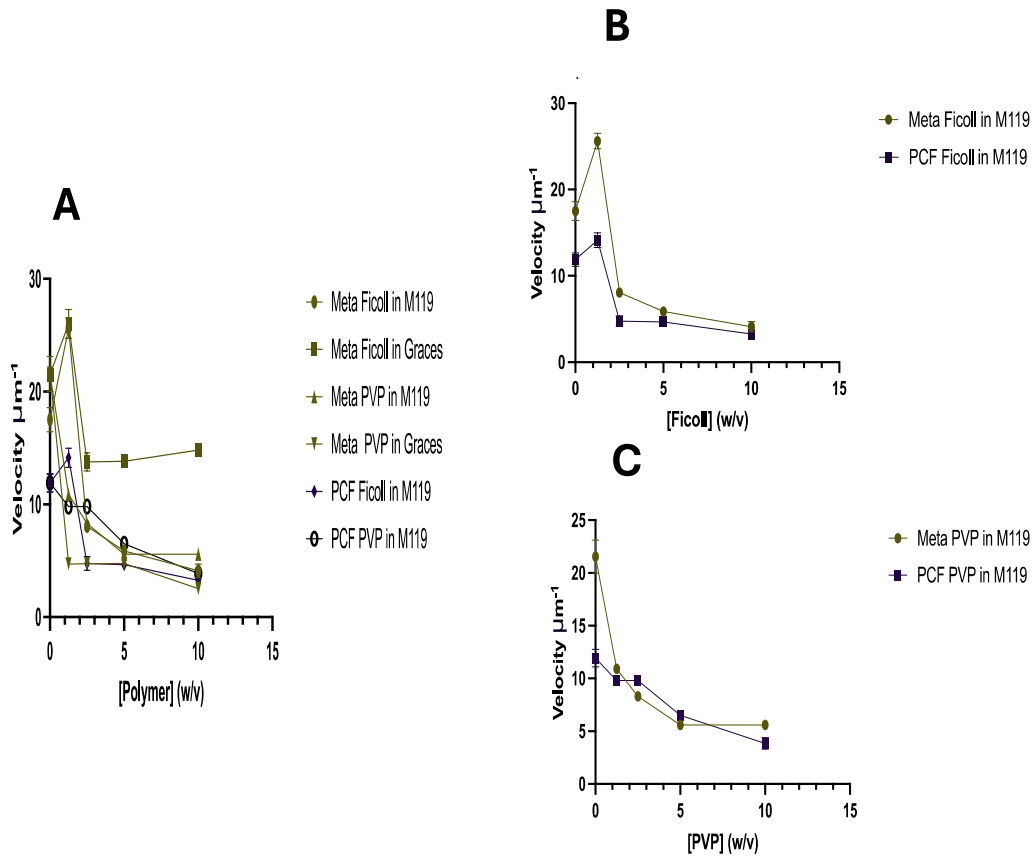 A
30
20
10
0
Velocity µm⁻¹
0 5 10 15
[Polymer] (w/v)
Meta Ficoll in M119
Meta Ficoll in Graces
Meta PVP in M119
Meta PVP in Graces
PCF Ficoll in M119
PCF PVP in M119
B
30
20
10
0
Velocity µm⁻¹
0 5 10 15
[Ficoll] (w/v)
Meta Ficoll in M119
PCF Ficoll in M119
C
25
20
15
10
5
0
Velocity µm⁻¹
0 5 10 15
[PVP] (w/v)
Meta PVP in M119
PCF PVP in M119